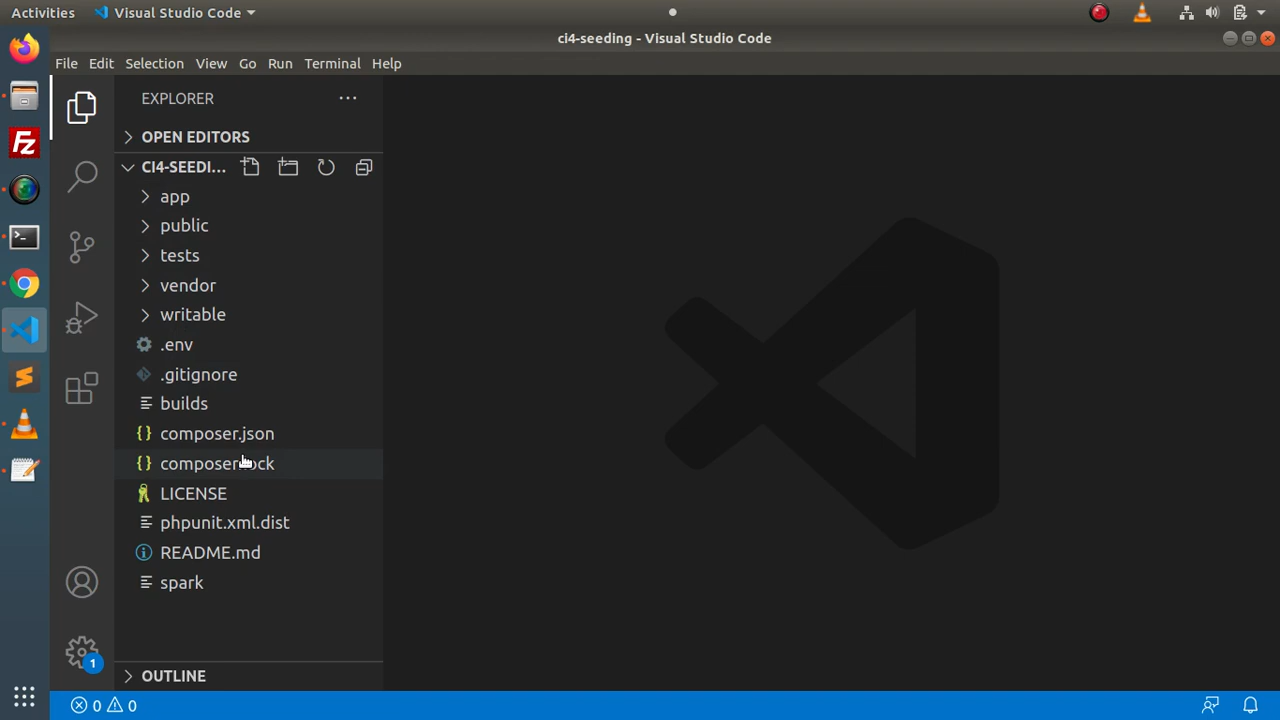 Activities Visual Studio Code
ci4-seeding - Visual Studio Code
File Edit Selection View Go Run Terminal Help
EXPLORER
OPEN EDITORS
CI4-SEEDI...
app
public
tests
vendor
writable
.env
.gitignore
builds
composer.json
composer.lock
LICENSE
phpunit.xml.dist
README.md
spark
OUTLINE
1
0 0